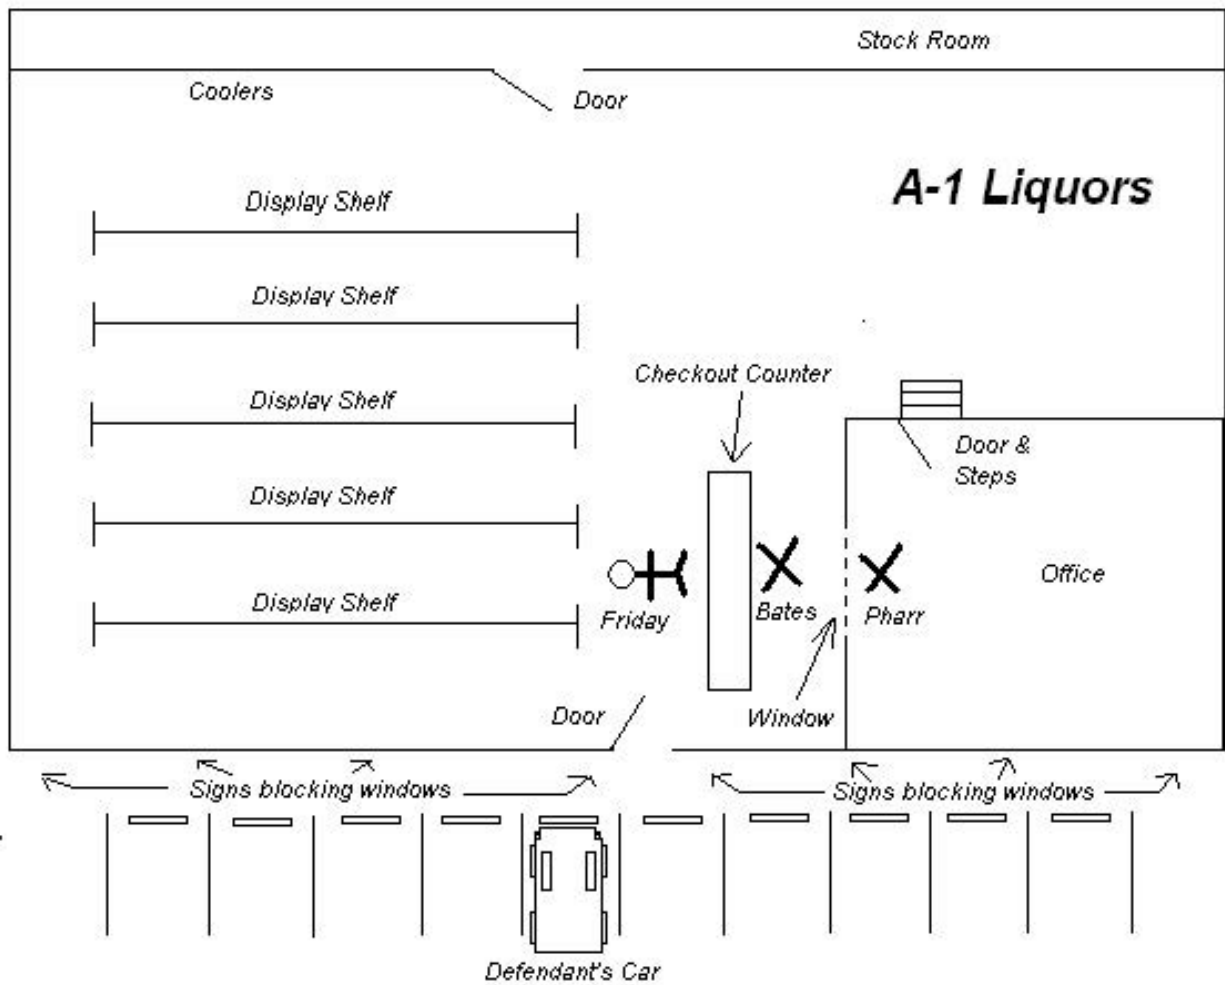 Stock Room
Coolers
Door
A-1 Liquors
Display Shelf
Display Shelf
Checkout Counter
Display Shelf
Door &
Steps
Display Shelf
Office
Display Shelf
Friday
Bates
Pharr
Door
Window
Signs blocking windows
Signs blocking windows
Defendant's Car